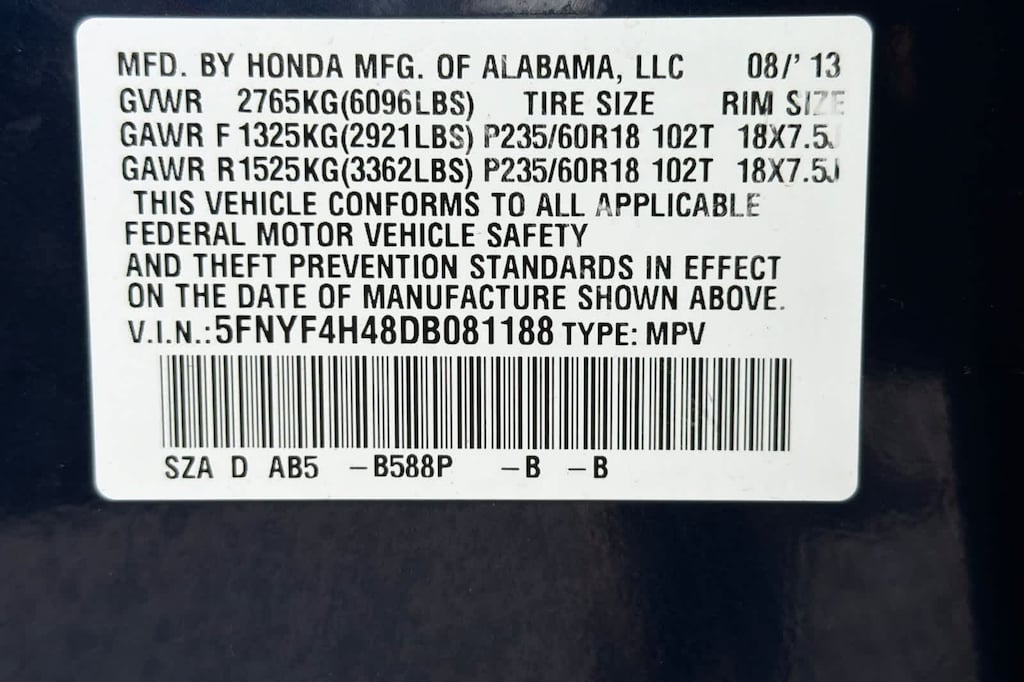 MFD. BY HONDA MFG. OF ALABAMA, LLC 08/'13
GVWR 2765KG(6096LBS) TIRE SIZE RIM SIZE
GAWR F 1325KG(2921LBS) P235/60R18 102T 18X7.5J
GAWR R1525KG(3362LBS) P235/60R18 102T 18X7.5J
THIS VEHICLE CONFORMS TO ALL APPLICABLE
FEDERAL MOTOR VEHICLE SAFETY
AND THEFT PREVENTION STANDARDS IN EFFECT
ON THE DATE OF MANUFACTURE SHOWN ABOVE.
V.I.N.: 5FNYF4H48DB081188 TYPE: MPV
SZA D AB5 -B588P -B -B